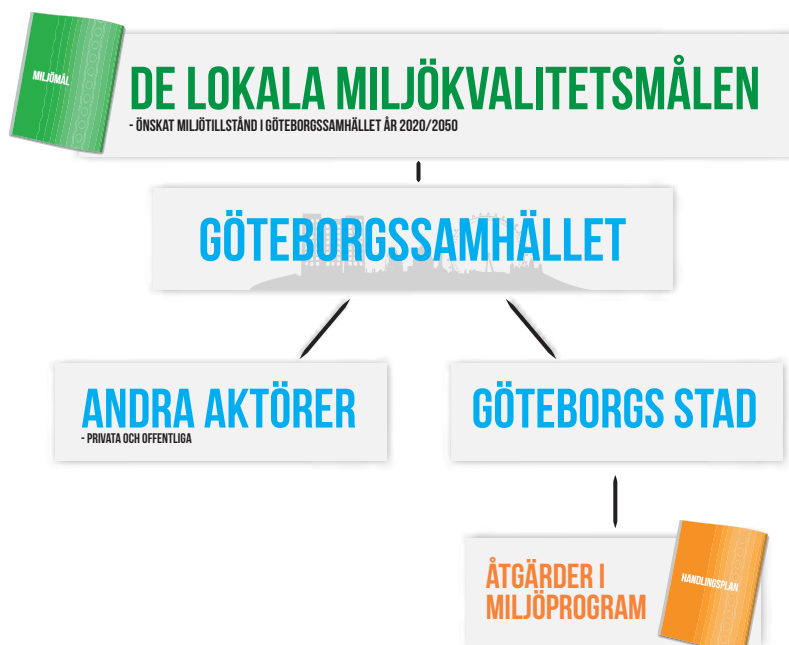 MILJÖMÅL
DE LOKALA MILJÖKVALITETSMÅLEN
- ÖNSKAT MILJÖTILLSTÅND I GÖTEBORGSSAMHÄLLET ÅR 2020/2050
GÖTEBORGSSAMHÄLLET
ANDRA AKTÖRER
- PRIVATA OCH OFFENTLIGA
GÖTEBORGS STAD
ÅTGÄRDER I
MILJÖPROGRAM
HANDLINGSPLAN